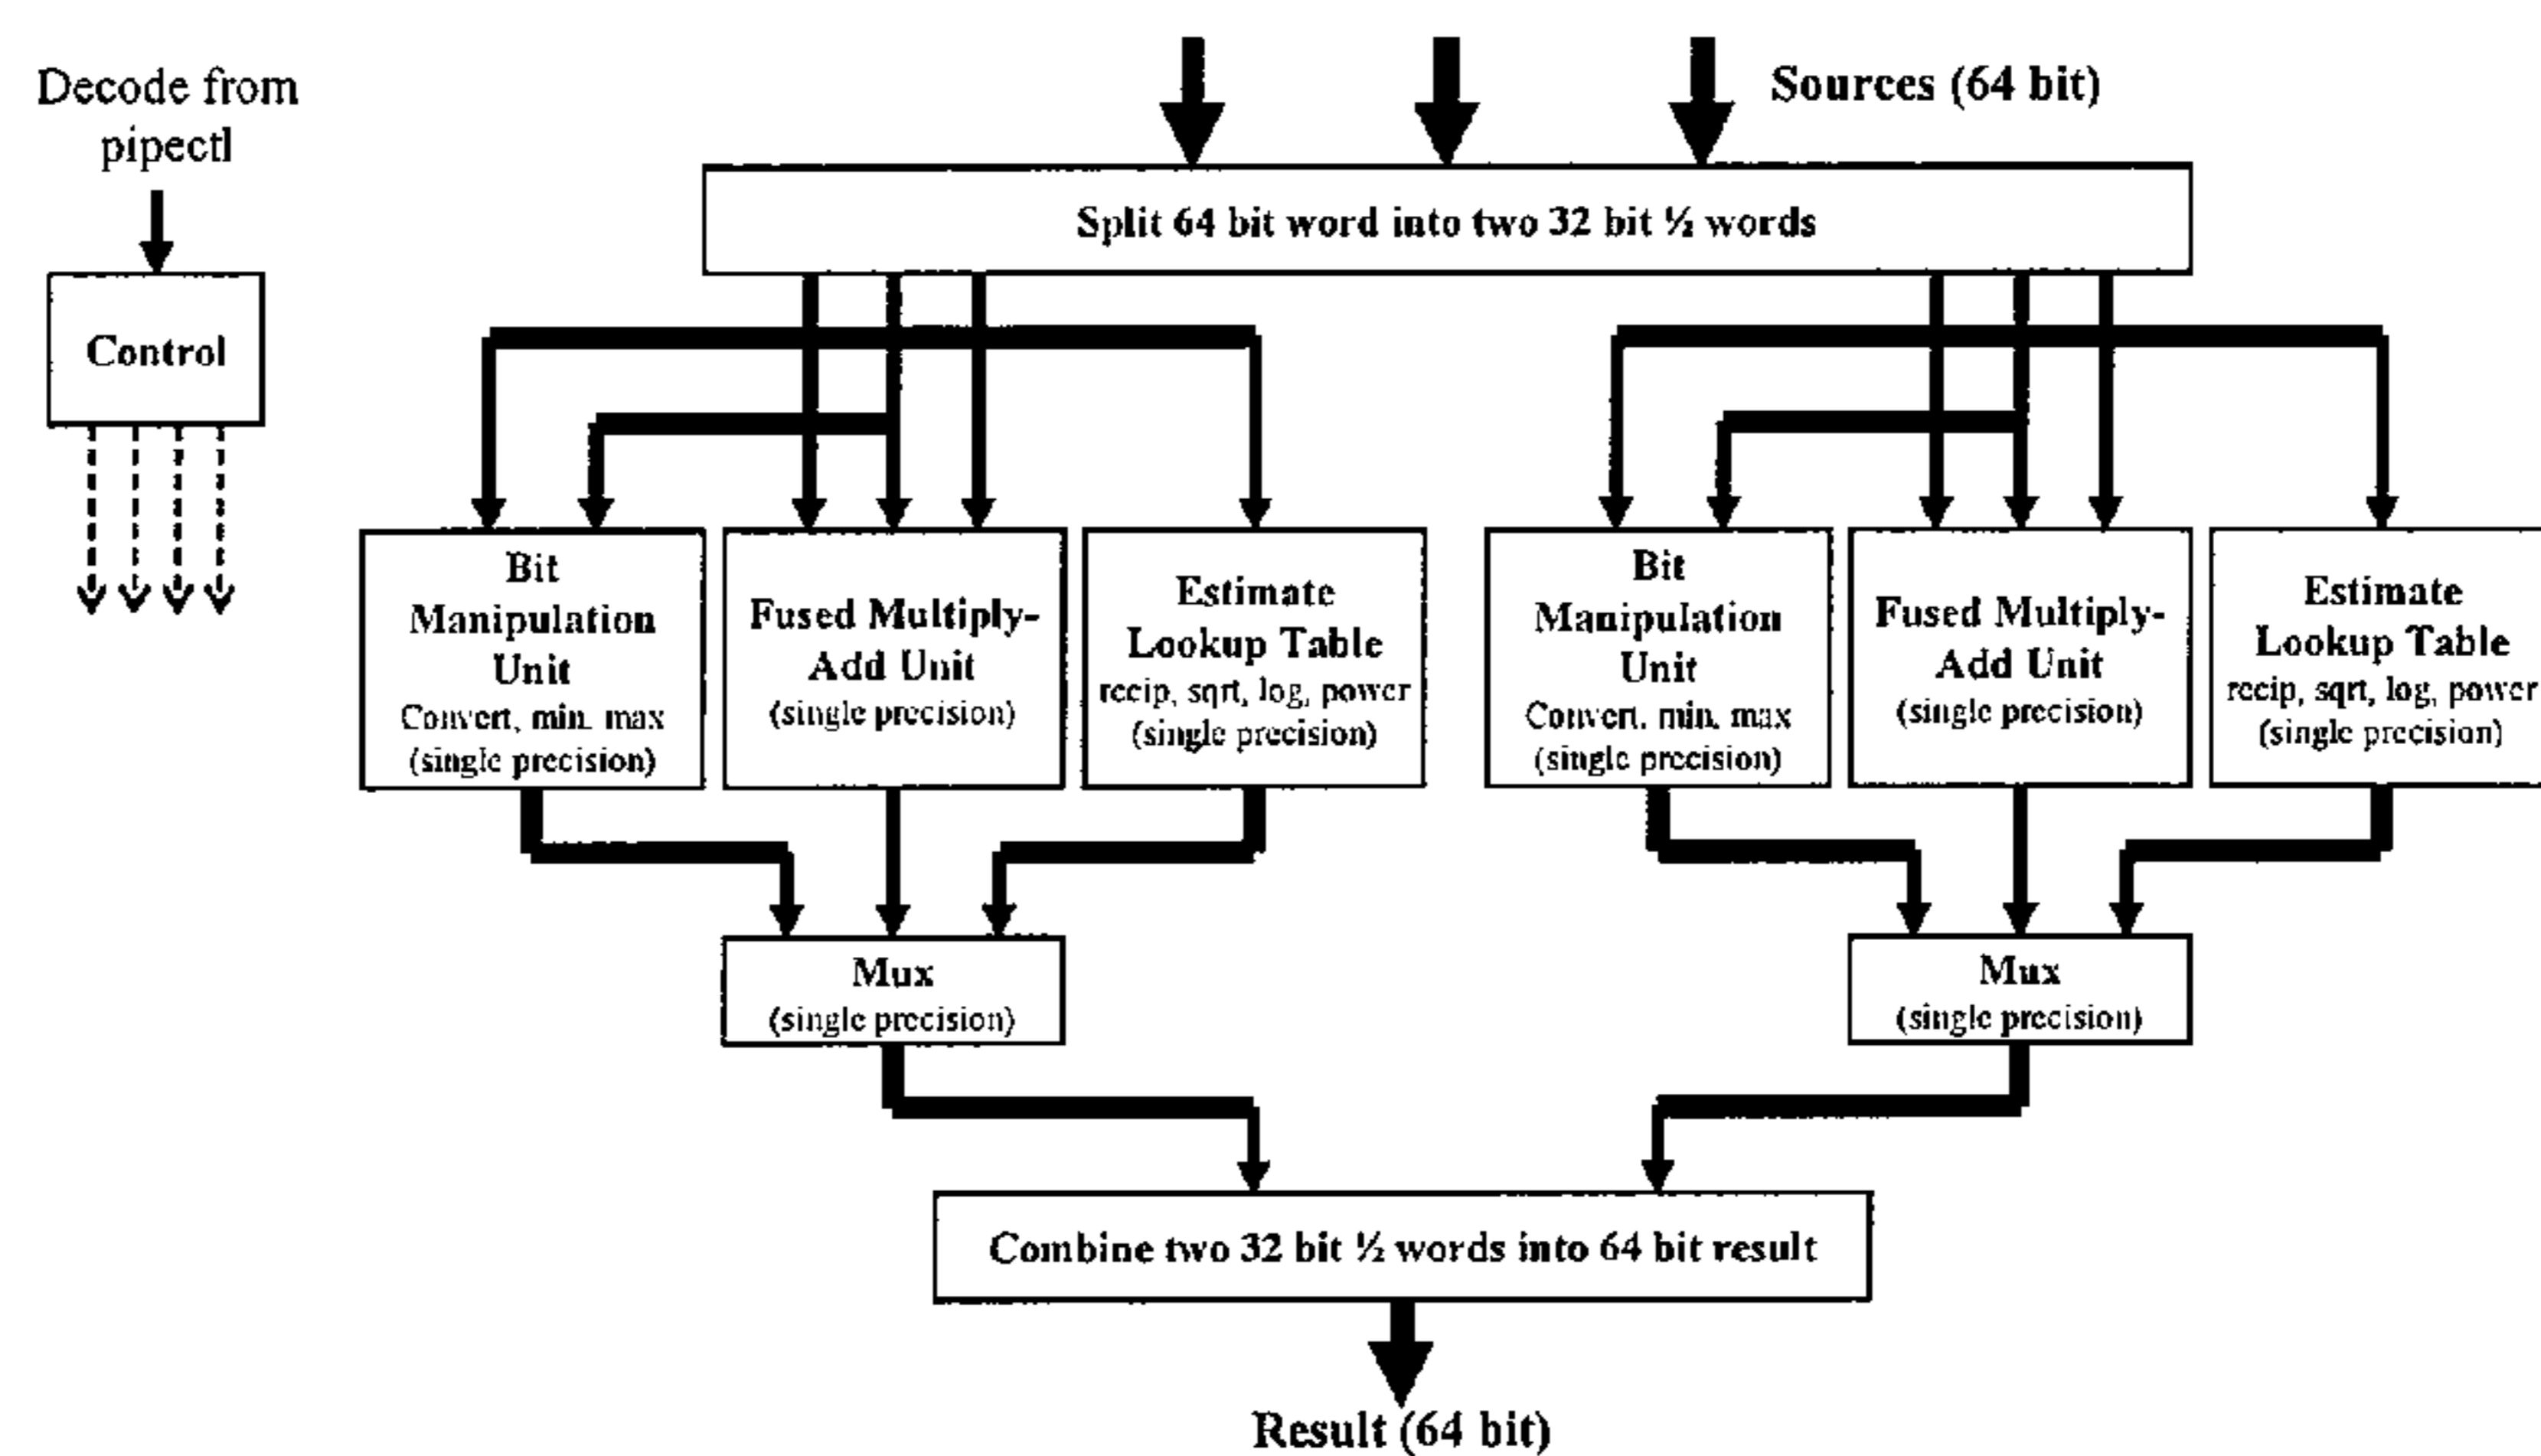 Decode from
pipectl
Sources (64 bit)
Split 64 bit word into two 32 bit ½ words
Control
Bit
Manipulation
Unit
Convert, min. max
(single precision)
Fused Multiply-
Add Unit
(single precision)
Estimate
Lookup Table
recip, sqrt, log, power
(single precision)
Bit
Manipulation
Unit
Convert. min. max
(single precision)
Fused Multiply-
Add Unit
(single precision)
Estimate
Lookup Table
recip, sqrt, log, power
(single precision)
Mux
(single precision)
Mux
(single precision)
Combine two 32 bit ½ words into 64 bit result
Result (64 bit)